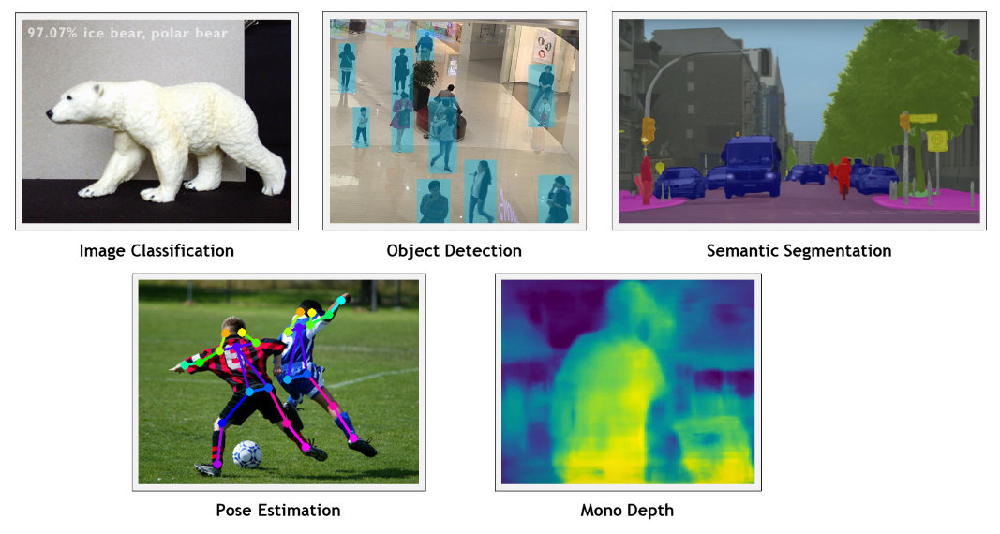 97.07% ice bear, polar bear
Image Classification
Object Detection
Semantic Segmentation
Pose Estimation
Mono Depth